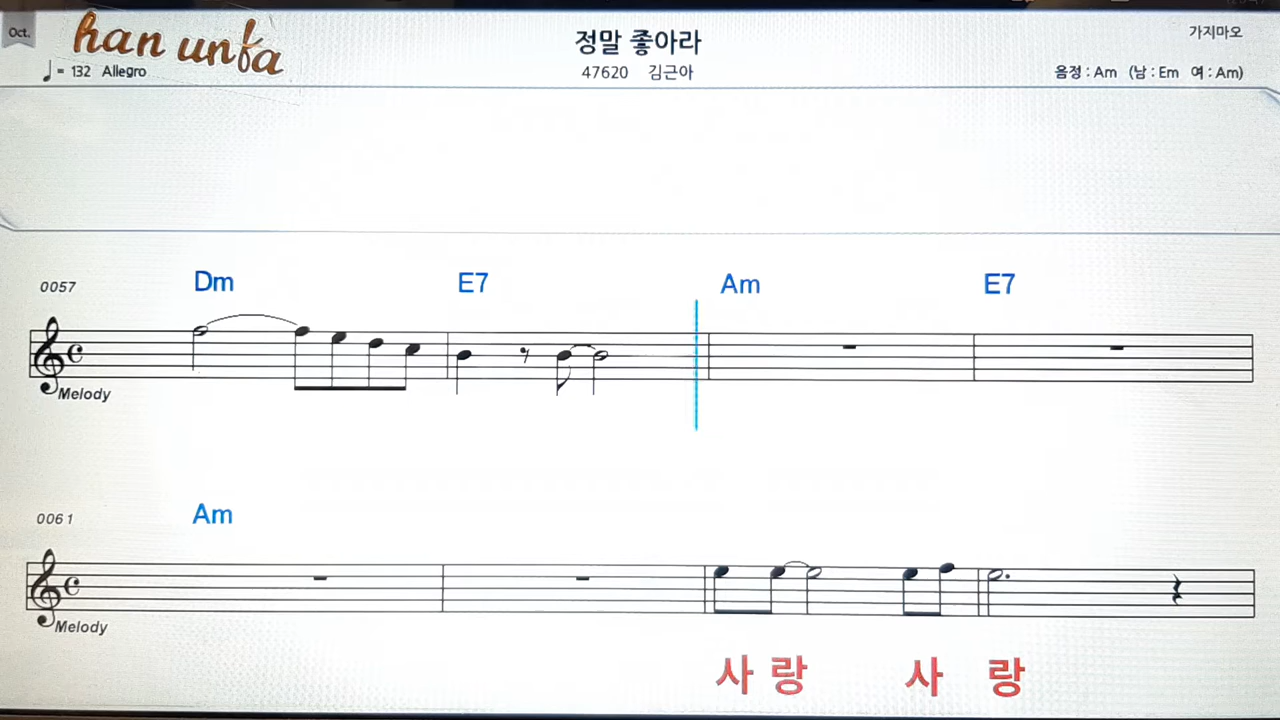 Oct.
han unfa
♩= 132 Allegro
정말 좋아라
47620 김근아
가지마오
음정 : Am (남 : Em 여 : Am)
0057
Dm E7 Am E7
Melody
0061
Am
Melody
사 랑 사 랑